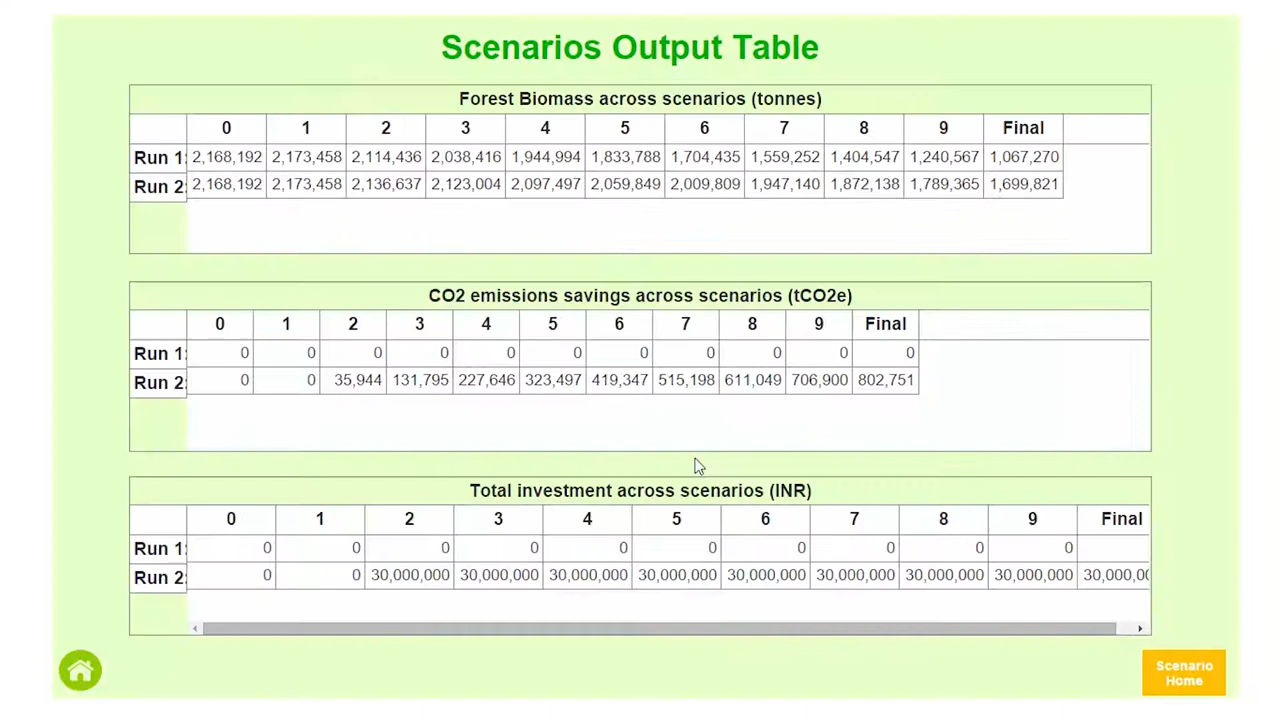 Scenarios Output Table
Forest Biomass across scenarios (tonnes)
0 1 2 3 4 5 6 7 8 9 Final
Run 1: 2,168,192 2,173,458 2,114,436 2,038,416 1,944,994 1,833,788 1,704,435 1,559,252 1,404,547 1,240,567 1,067,270
Run 2: 2,168,192 2,173,458 2,136,637 2,123,004 2,097,497 2,059,849 2,009,809 1,947,140 1,872,138 1,789,365 1,699,821
CO2 emissions savings across scenarios (tCO2e)
0 1 2 3 4 5 6 7 8 9 Final
Run 1: 0 0 0 0 0 0 0 0 0 0 0
Run 2: 0 0 35,944 131,795 227,646 323,497 419,347 515,198 611,049 706,900 802,751
Total investment across scenarios (INR)
0 1 2 3 4 5 6 7 8 9 Final
Run 1: 0 0 0 0 0 0 0 0 0 0
Run 2: 0 0 30,000,000 30,000,000 30,000,000 30,000,000 30,000,000 30,000,000 30,000,000 30,000,000 30,000,00
Scenario
Home